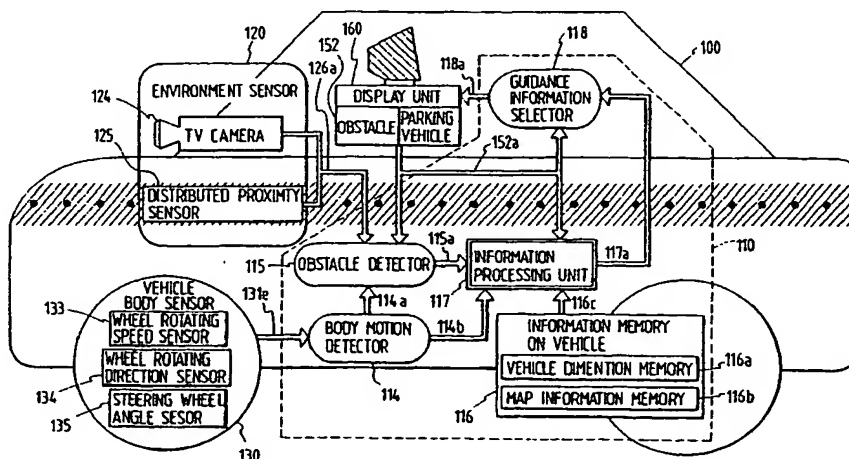 120
152
160
126a
118a
118
100
ENVIRONMENT SENSOR
124
TV CAMERA
DISPLAY UNIT
OBSTACLE
PARKING
VEHICLE
GUIDANCE
INFORMATION
SELECTOR
125
152a
DISTRIBUTED PROXIMTY
SENSOR
115
OBSTACLE DETECTOR
115a
117
INFORMATION
PROCESSING UNIT
117a
110
VEHICLE
BODY SENSOR
133
WHEEL ROTATING
SPEED SENSOR
131e
114a
114b
116c
BODY MOTION
DETECTOR
114
INFORMATION MEMORY
ON VEHICLE
WHEEL ROTATING
DIRECTION SENSOR
134
VEHICLE DIMENTION MEMORY
116a
STEERING WHEEL
ANGLE SESOR
135
130
116
MAP INFORMATION MEMORY
116b